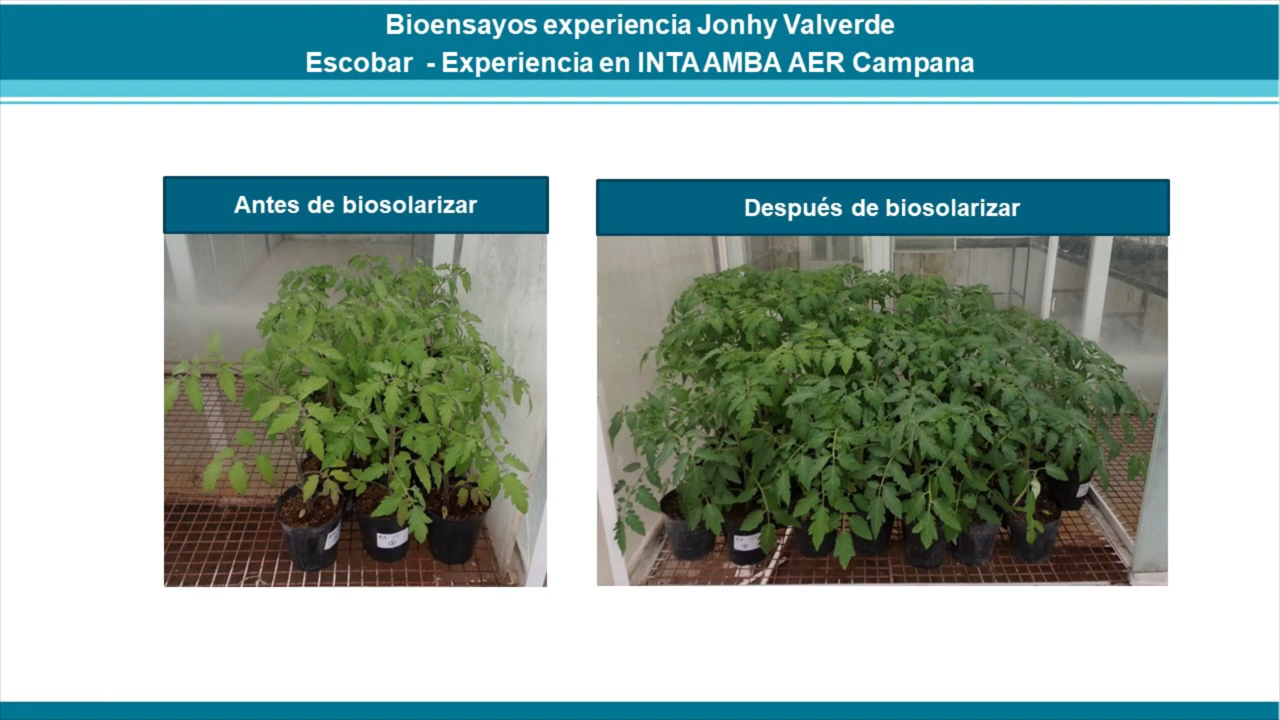 Bioensayos experiencia Jonhy Valverde
Escobar - Experiencia en INTA AMBA AER Campana
Antes de biosolarizar
Después de biosolarizar